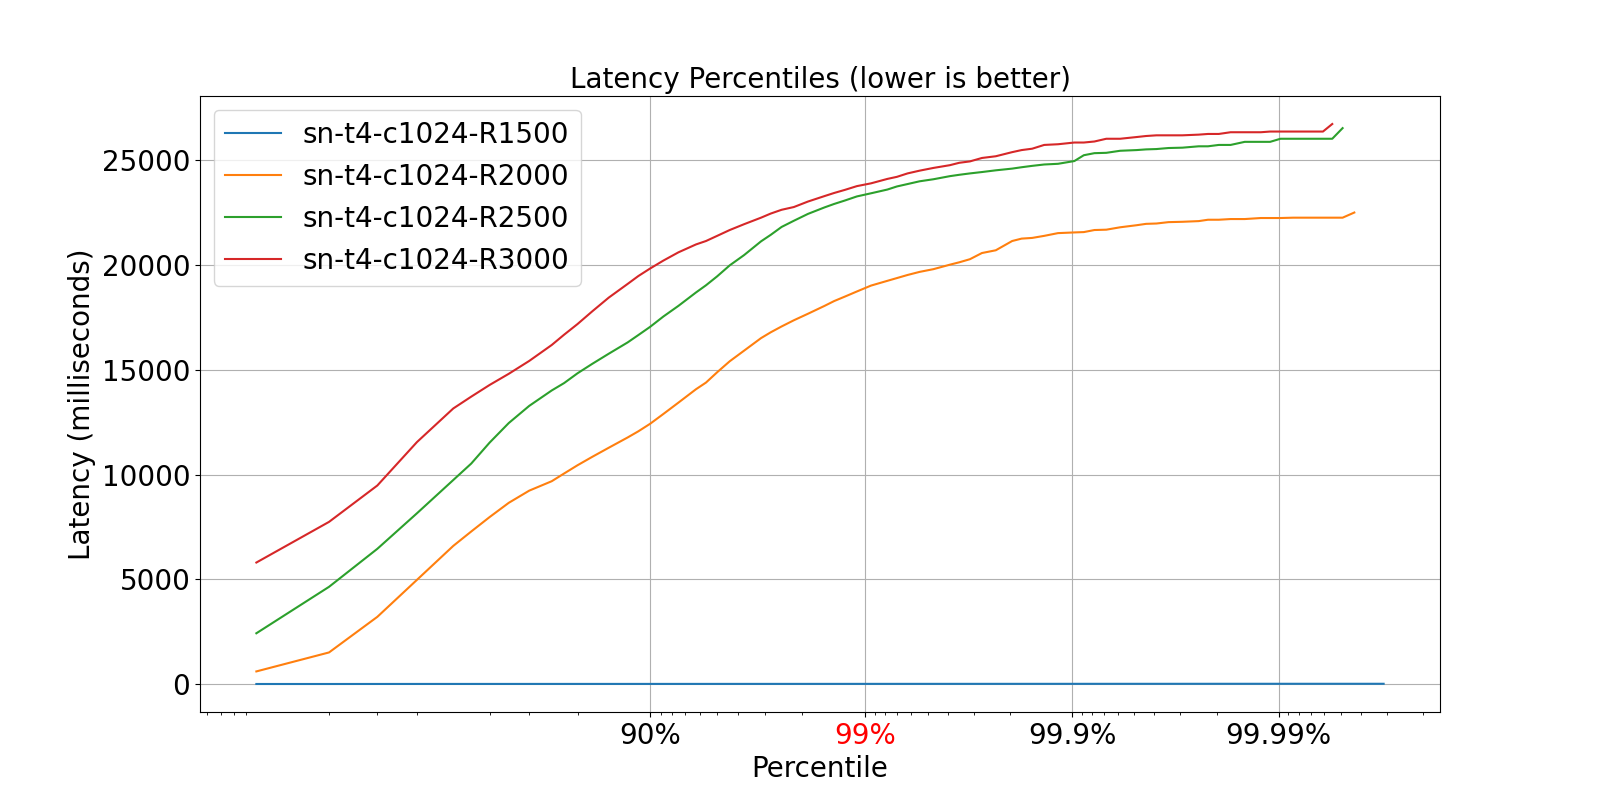 Latency Percentiles (lower is better)
sn-t4-c1024-R1500
sn-t4-c1024-R2000
sn-t4-c1024-R2500
sn-t4-c1024-R3000
Latency (milliseconds)
25000
20000
15000
10000
5000
0
90% 99% 99.9% 99.99%
Percentile